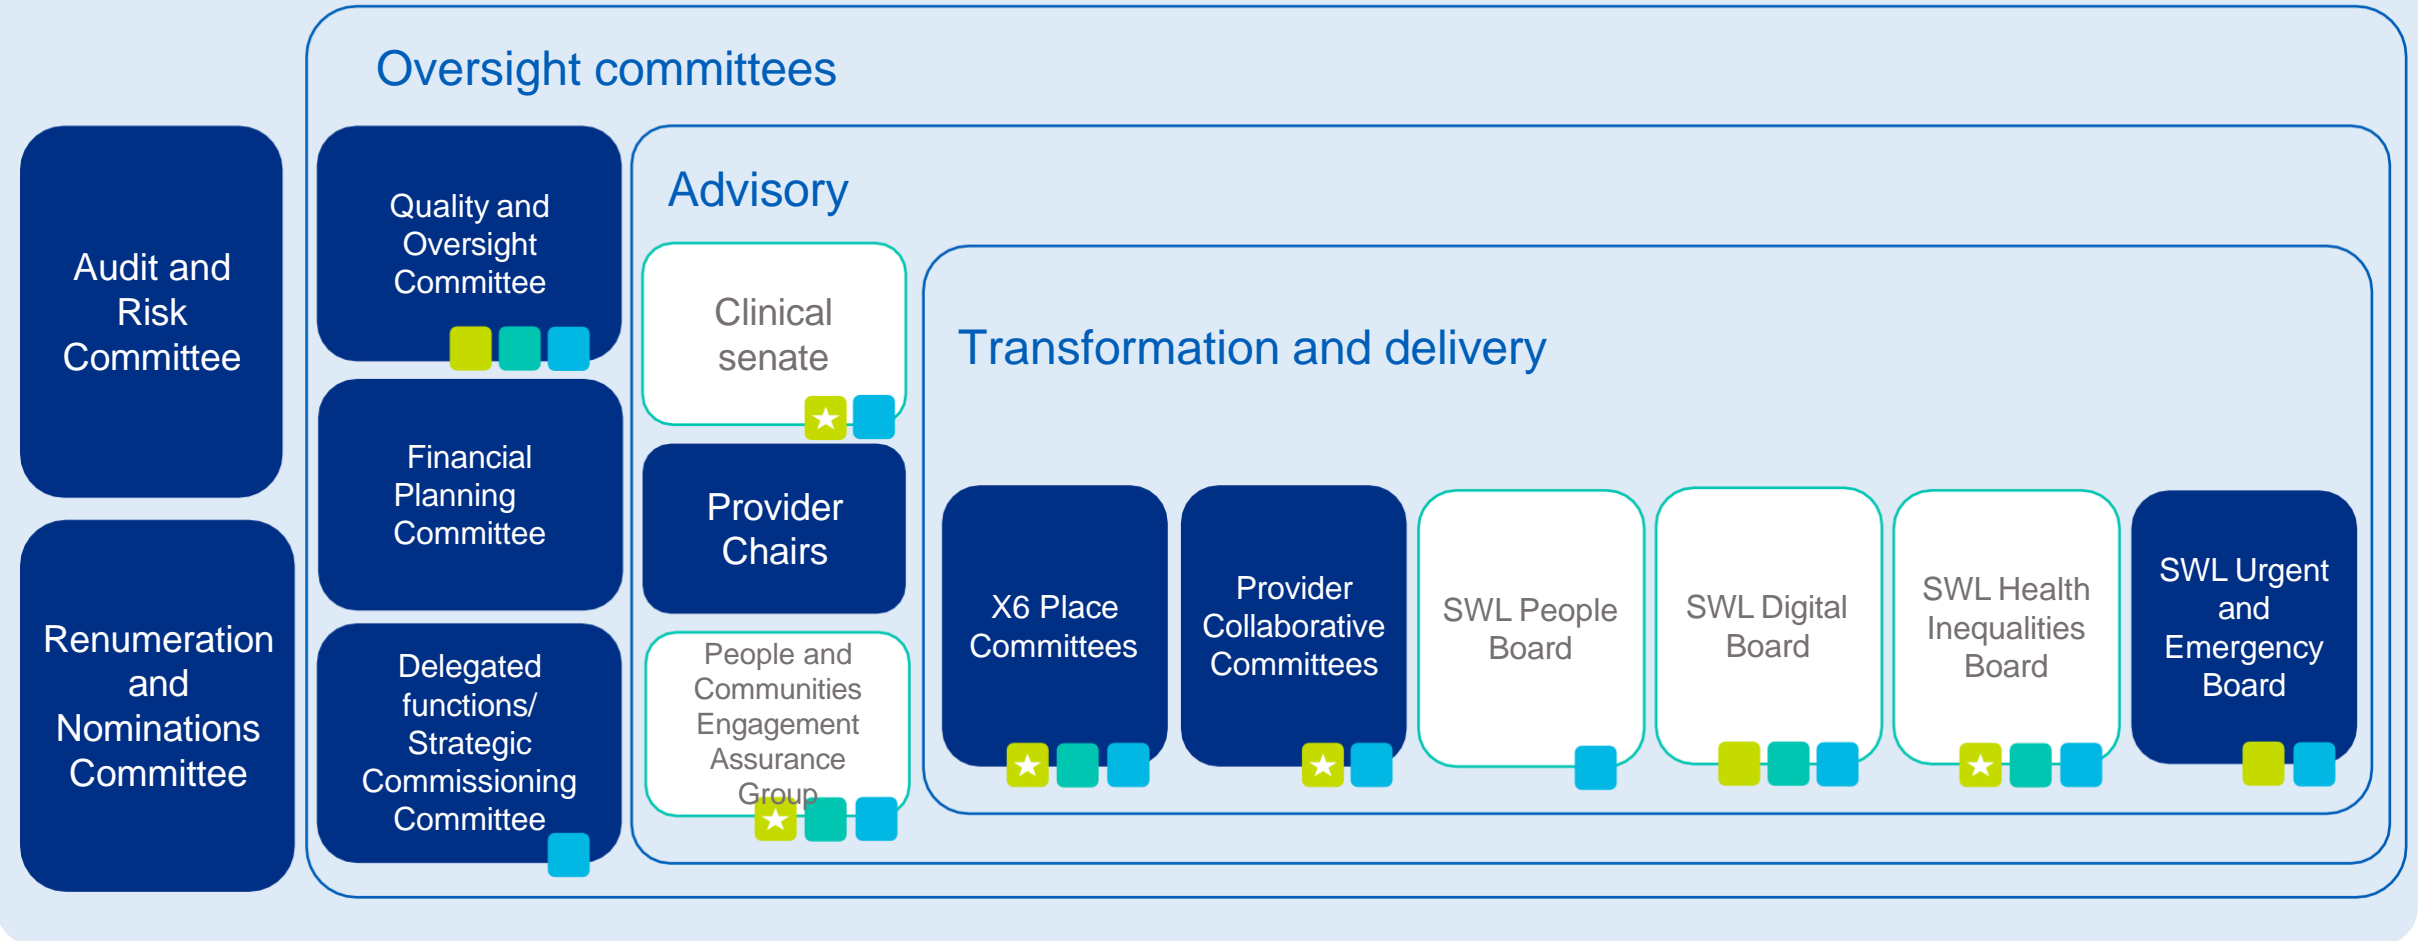 Oversight committees
Audit and
Risk
Committee
Renumeration
and
Nominations
Committee
Quality and
Oversight
Committee
Financial
Planning
Committee
Delegated
functions/
Strategic
Commissioning
Committee
Advisory
Clinical
senate
Provider
Chairs
People and
Communities
Engagement
Assurance
Group
Transformation and delivery
X6 Place
Committees
Provider
Collaborative
Committees
SWL People
Board
SWL Digital
Board
SWL Health
Inequalities
Board
SWL Urgent
and
Emergency
Board